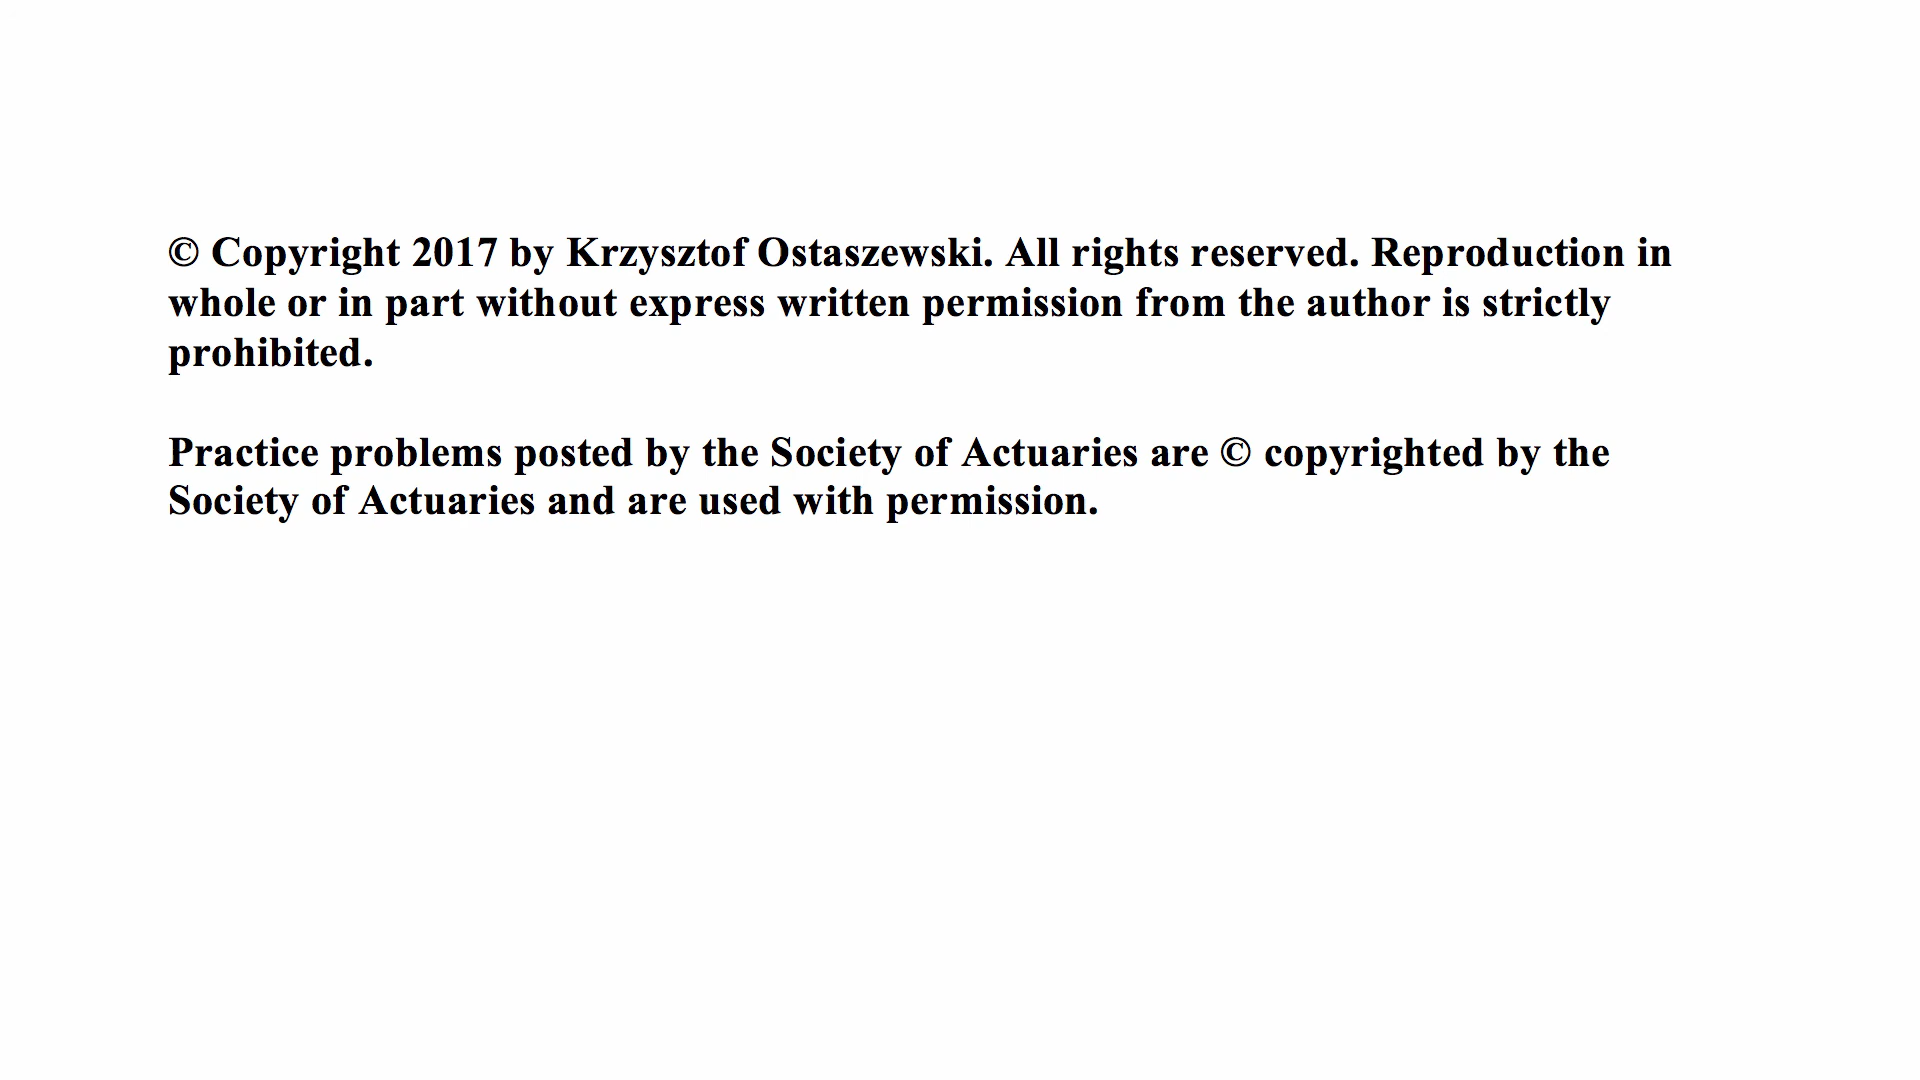 © Copyright 2017 by Krzysztof Ostaszewski. All rights reserved. Reproduction in
whole or in part without express written permission from the author is strictly
prohibited.
Practice problems posted by the Society of Actuaries are © copyrighted by the
Society of Actuaries and are used with permission.